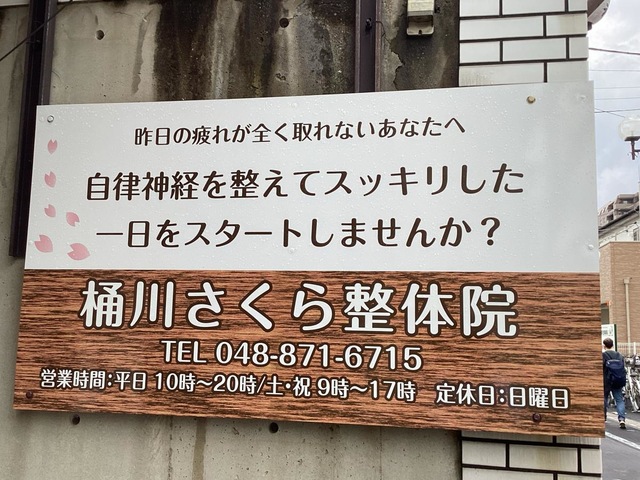 昨日の疲れが全く取れないあなたへ
自律神経を整えてスッキリした
一日をスタートしませんか？
桶川さくら整体院
TEL 048-871-6715
営業時間：平日 10時～20時/土・祝 9時～17時　定休日：日曜日